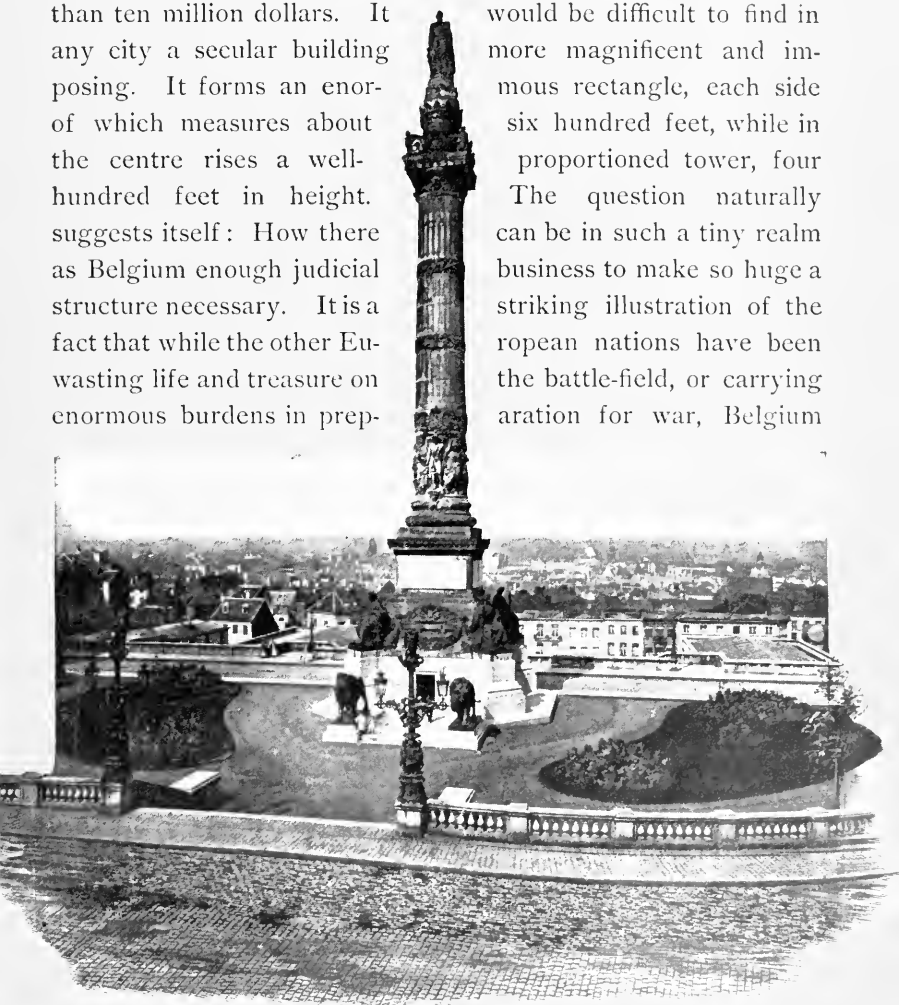 than ten million dollars. It would be difficult to find in
any city a secular building more magnificent and im-
posing. It forms an enor- mous rectangle, each side
of which measures about six hundred feet, while in
the centre rises a well- proportioned tower, four
hundred feet in height. The question naturally
suggests itself: How there can be in such a tiny realm
as Belgium enough judicial business to make so huge a
structure necessary. It is a striking illustration of the
fact that while the other Eu- ropean nations have been
wasting life and treasure on the battle-field, or carrying
enormous burdens in prep- aration for war, Belgium